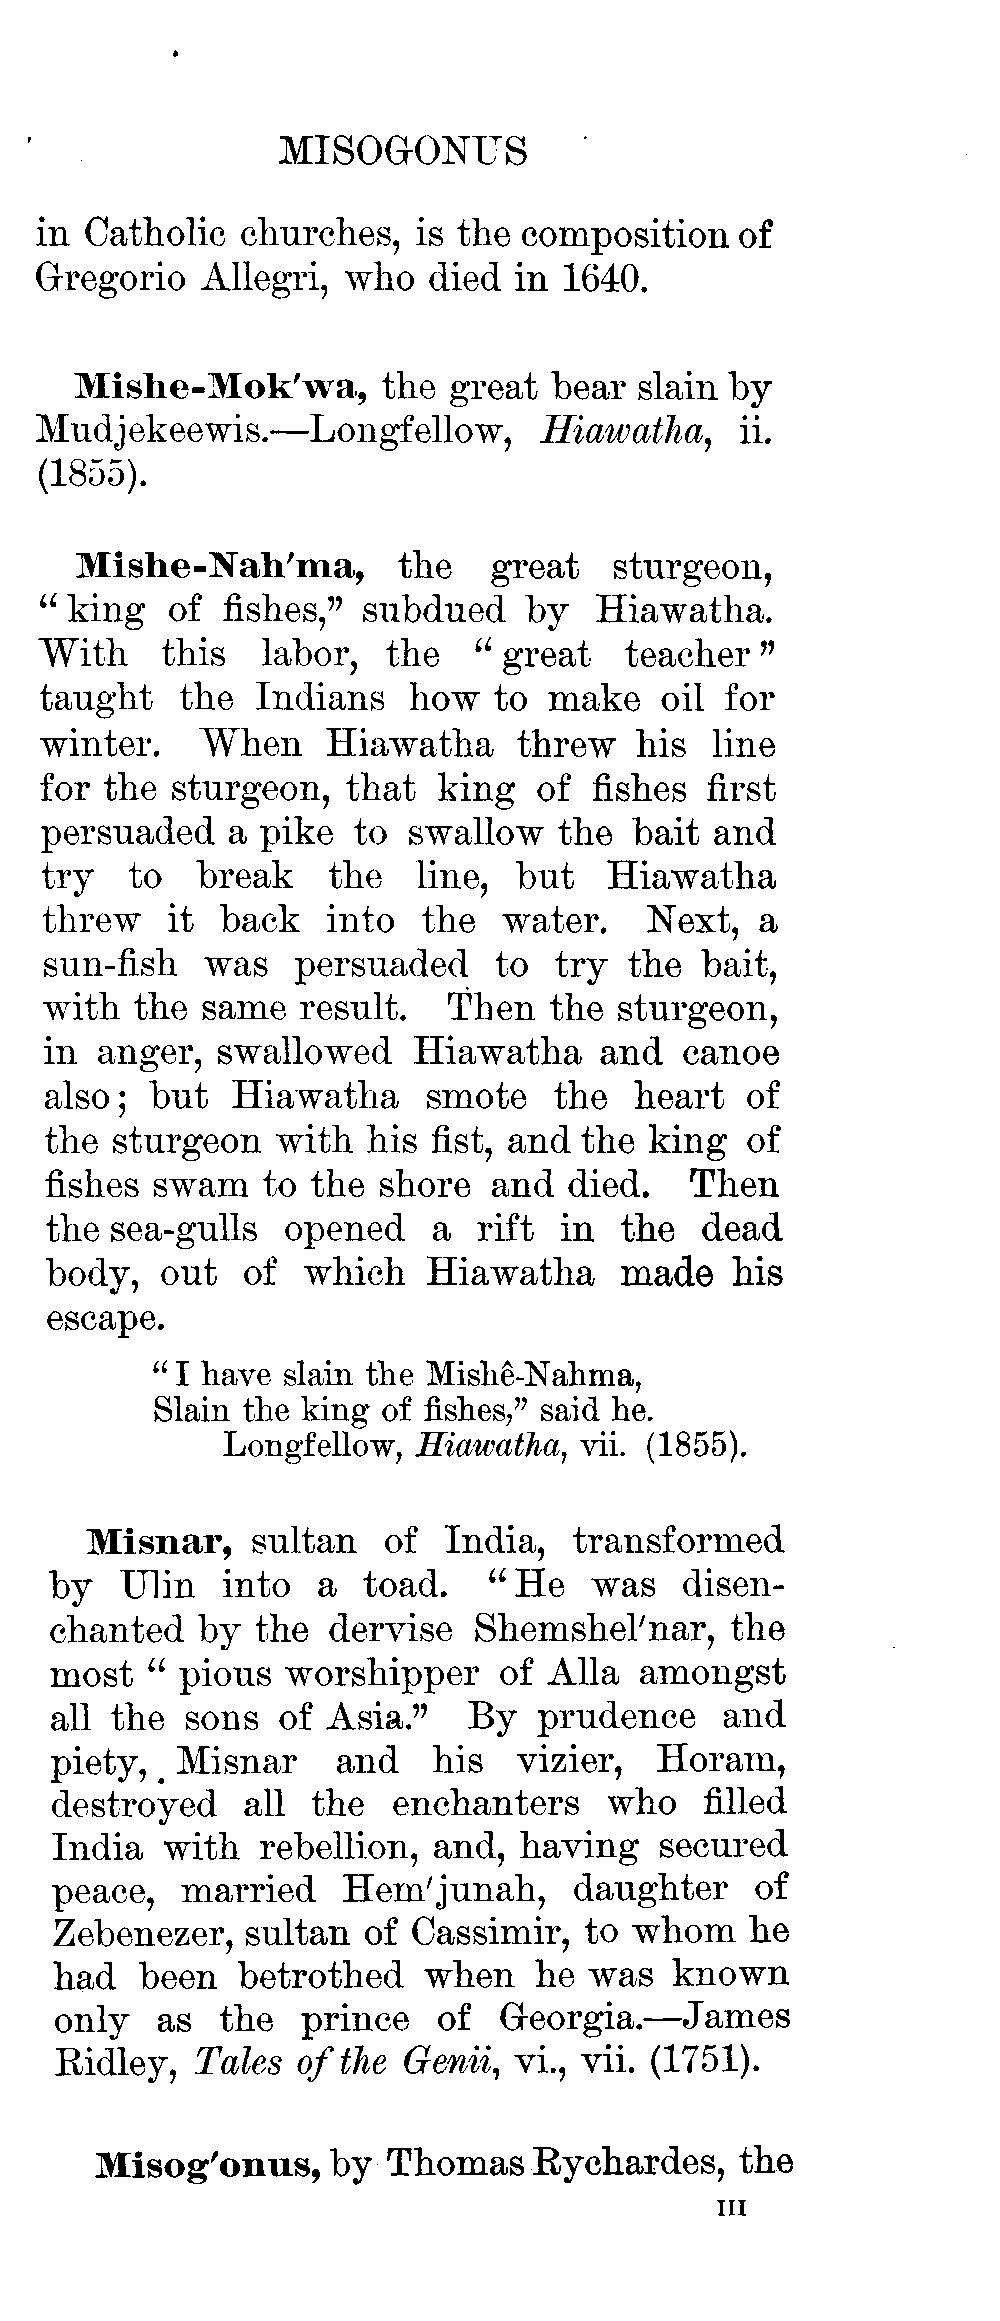 MISOGONUS
in Catholic churches, is the composition of
Gregorio Allegri, who died in 1640.
Mishe-Mok'wa, the great bear slain by
Mudjekeewis.—Longfellow, Hiawatha, ii.
(1855).
Mishe-Nah'ma, the great sturgeon,
“king of fishes,” subdued by Hiawatha.
With this labor, the “great teacher”
taught the Indians how to make oil for
winter. When Hiawatha threw his line
for the sturgeon, that king of fishes first
persuaded a pike to swallow the bait and
try to break the line, but Hiawatha
threw it back into the water. Next, a
sun-fish was persuaded to try the bait,
with the same result. Then the sturgeon,
in anger, swallowed Hiawatha and canoe
also; but Hiawatha smote the heart of
the sturgeon with his fist, and the king of
fishes swam to the shore and died. Then
the sea-gulls opened a rift in the dead
body, out of which Hiawatha made his
escape.
“I have slain the Mishê-Nahma,
Slain the king of fishes,” said he.
Longfellow, Hiawatha, vii. (1855).
Misnar, sultan of India, transformed
by Ulin into a toad. “He was disen-
chanted by the dervise Shemshel'nar, the
most “ pious worshipper of Alla amongst
all the sons of Asia.” By prudence and
piety, Misnar and his vizier, Horam,
destroyed all the enchanters who filled
India with rebellion, and, having secured
peace, married Hem'junah, daughter of
Zebenezer, sultan of Cassimir, to whom he
had been betrothed when he was known
only as the prince of Georgia.—James
Ridley, Tales of the Genii, vi., vii. (1751).
Misog'onus, by Thomas Rychardes, the
III